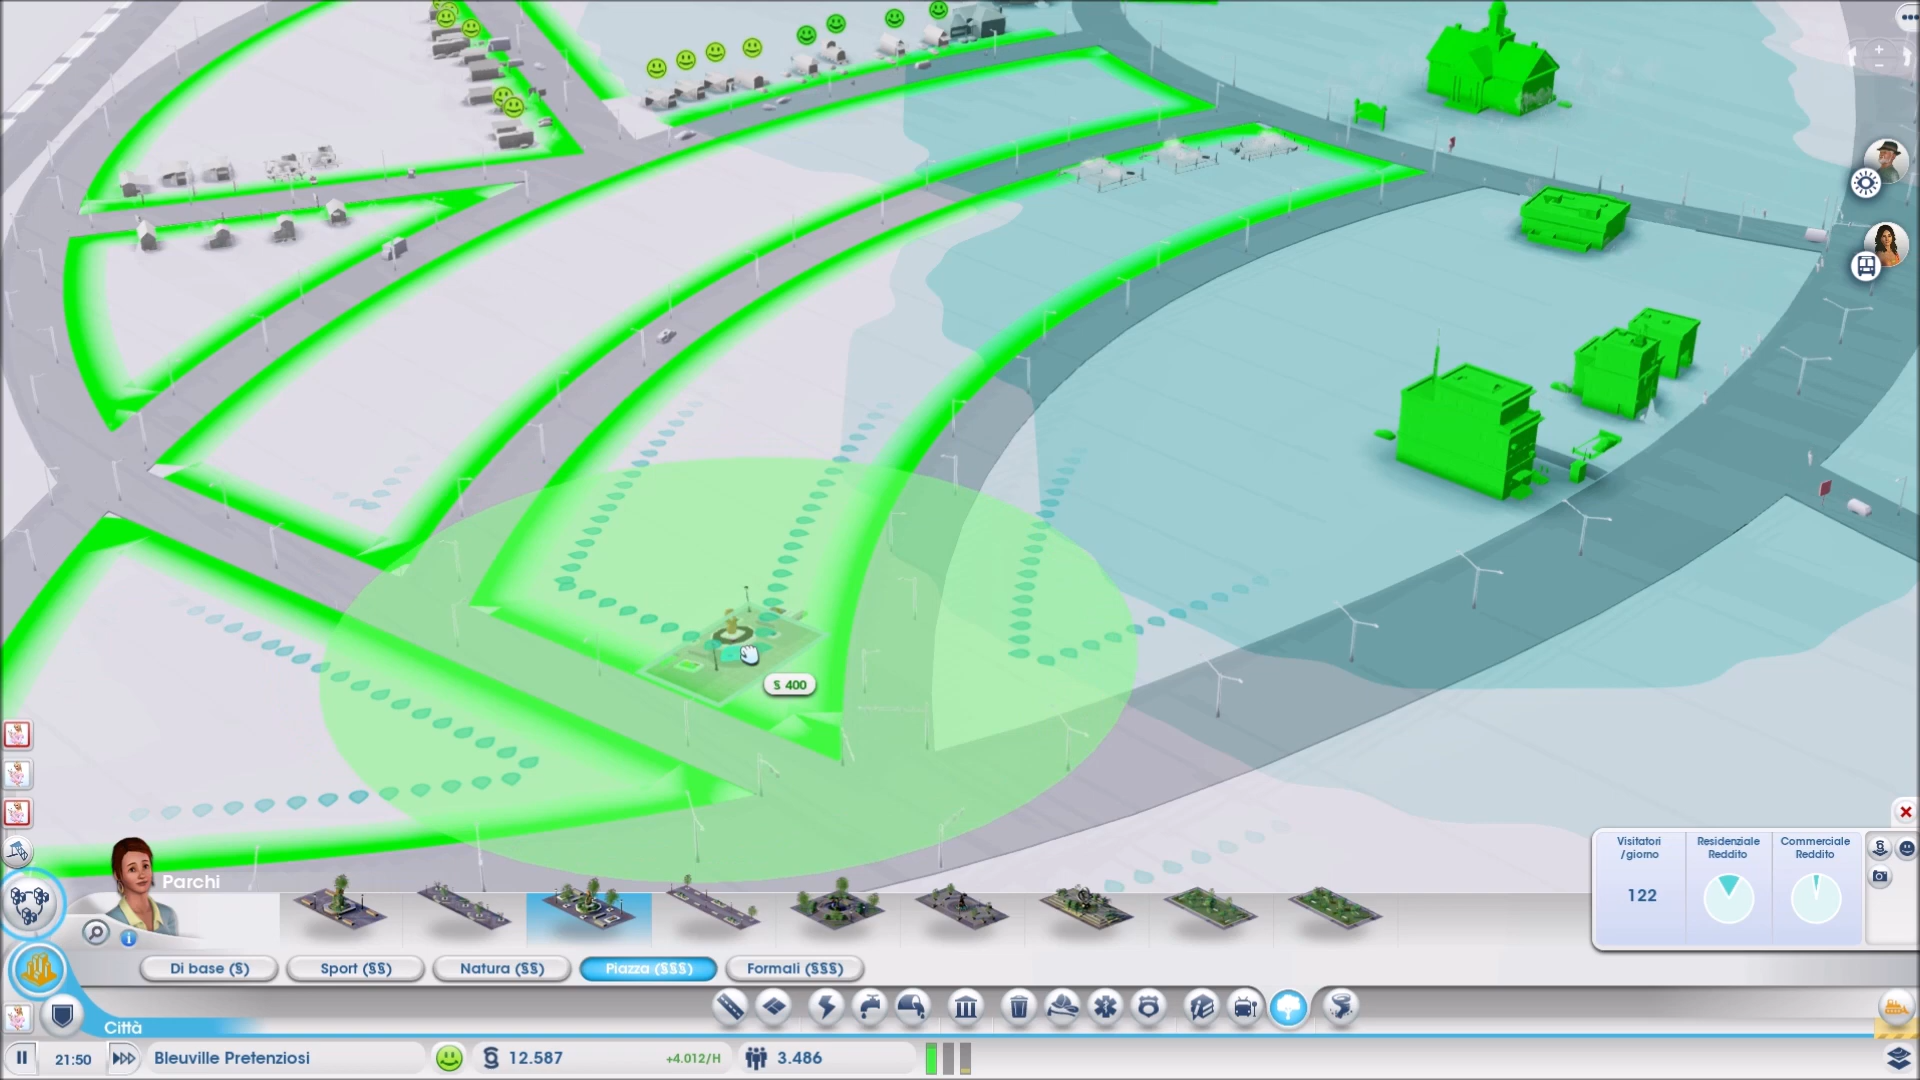 § 400
Visitatori
/giorno
122
Residenziale
Reddito
Commerciale
Reddito
Parchi
Di base (§)
Sport (§§)
Natura (§§)
Piazza (§§§)
Formali (§§§)
Città
21:50
Bleuville Pretenziosi
12.587
+4.012/H
3.486